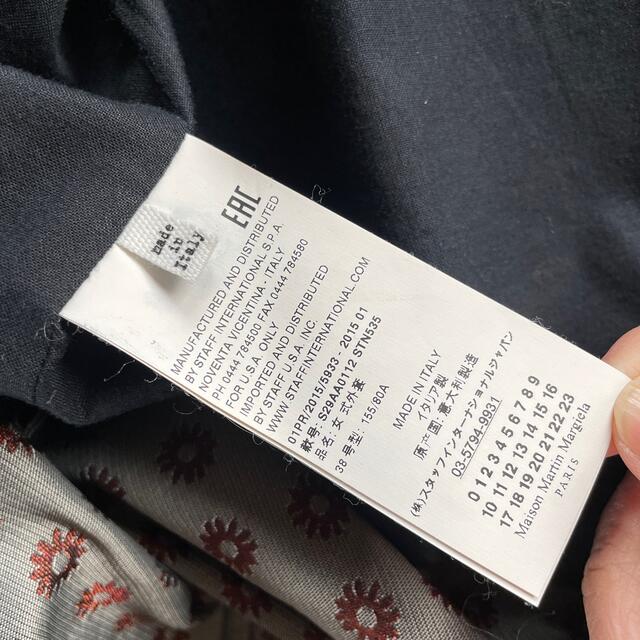 made
in
italy
EAC
MANUFACTURED AND DISTRIBUTED
BY STAFF INTERNATIONAL S.P.A.
NOVENTA VICENTINA, ITALY
PH 0444 784500 FAX 0444 784580
FOR U.S.A. ONLY
IMPORTED AND DISTRIBUTED
BY STAFF U.S.A. INC.
WWW.STAFFINTERNATIONAL.COM
01PR/2015/5933 - 2015 01
款号: S28AA0112 STN535
品名: 女式外套
38 号型: 155:80A
MADE IN ITALY
イタリア製
原产国: 意大利制造
(株)スタッフインターナショナルジャパン
03-5794-9931
0 1 2 3 4 5 6 7 8 9
10 11 12 13 14 15 16
17 18 19 20 21 22 23
Maison Martin Margiela
PARIS